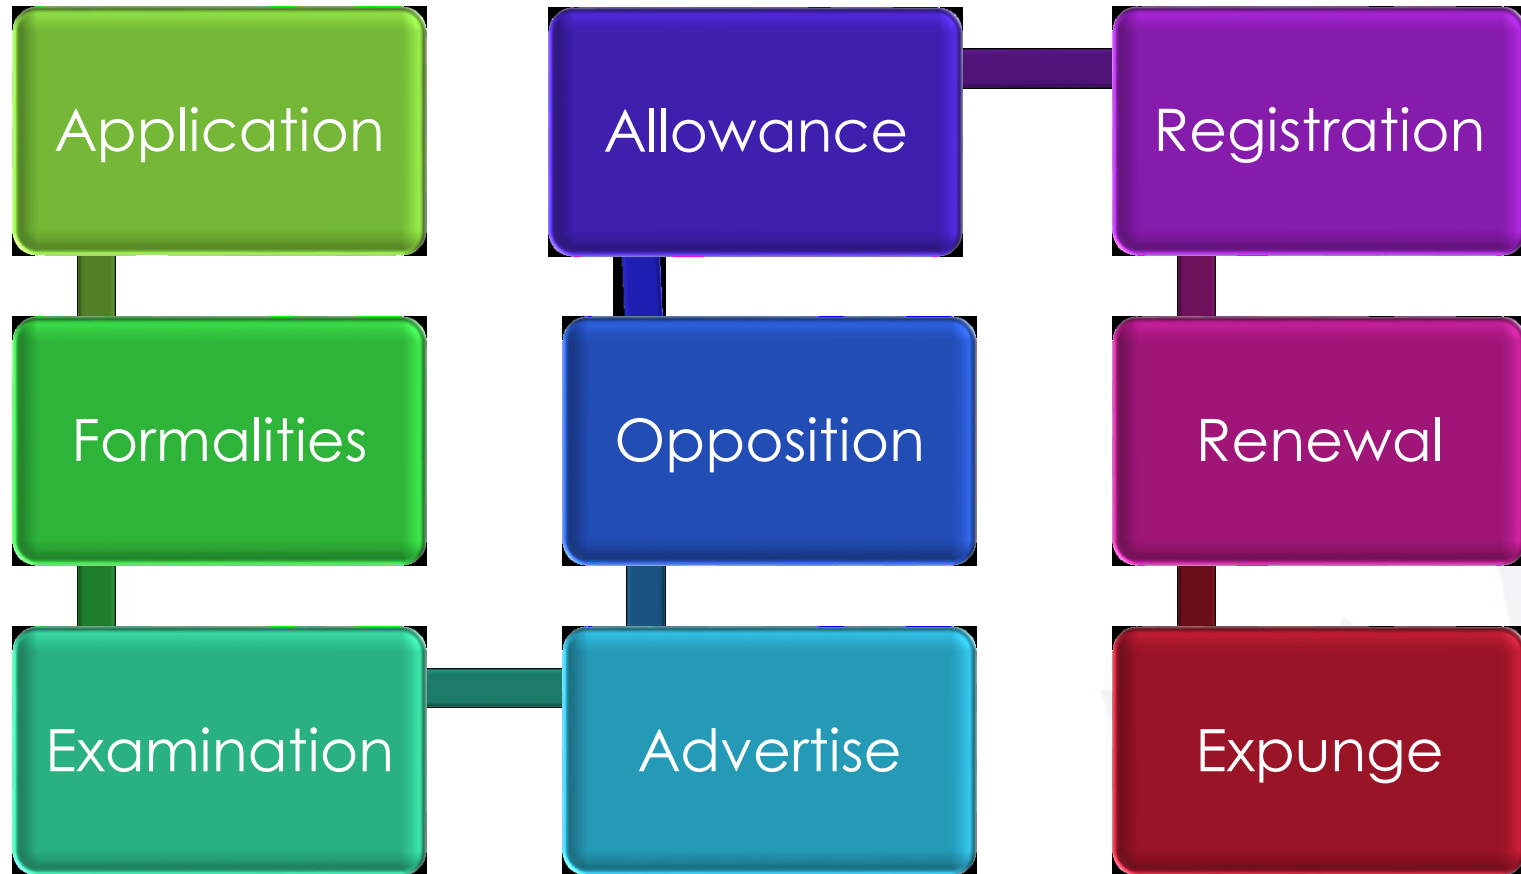 Application
Formalities
Examination
Advertise
Opposition
Allowance
Registration
Renewal
Expunge